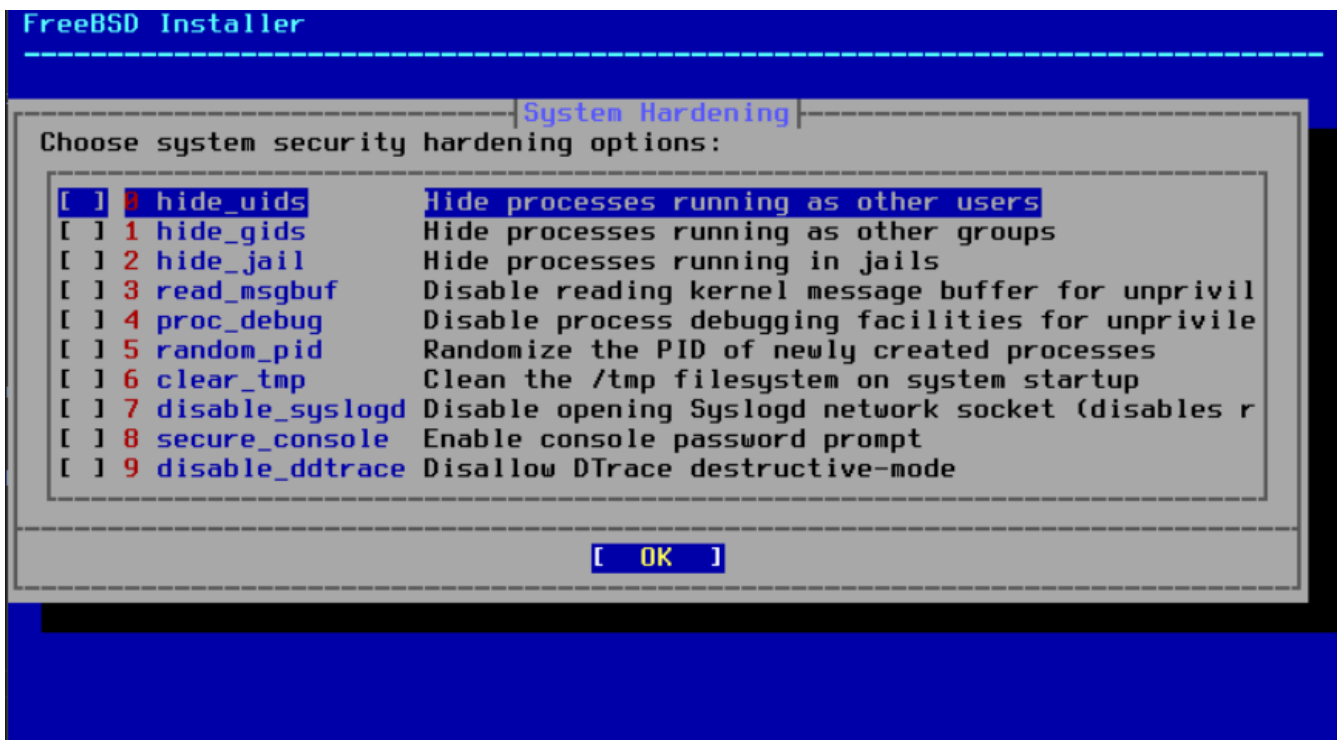 FreeBSD Installer
System Hardening
Choose system security hardening options:
[ ] 0 hide_uids Hide processes running as other users
[ ] 1 hide_gids Hide processes running as other groups
[ ] 2 hide_jail Hide processes running in jails
[ ] 3 read_msgbuf Disable reading kernel message buffer for unprivil
[ ] 4 proc_debug Disable process debugging facilities for unprivile
[ ] 5 random_pid Randomize the PID of newly created processes
[ ] 6 clear_tmp Clean the /tmp filesystem on system startup
[ ] 7 disable_syslogd Disable opening Syslogd network socket (disables r
[ ] 8 secure_console Enable console password prompt
[ ] 9 disable_ddtrace Disallow DTrace destructive-mode
[ OK ]